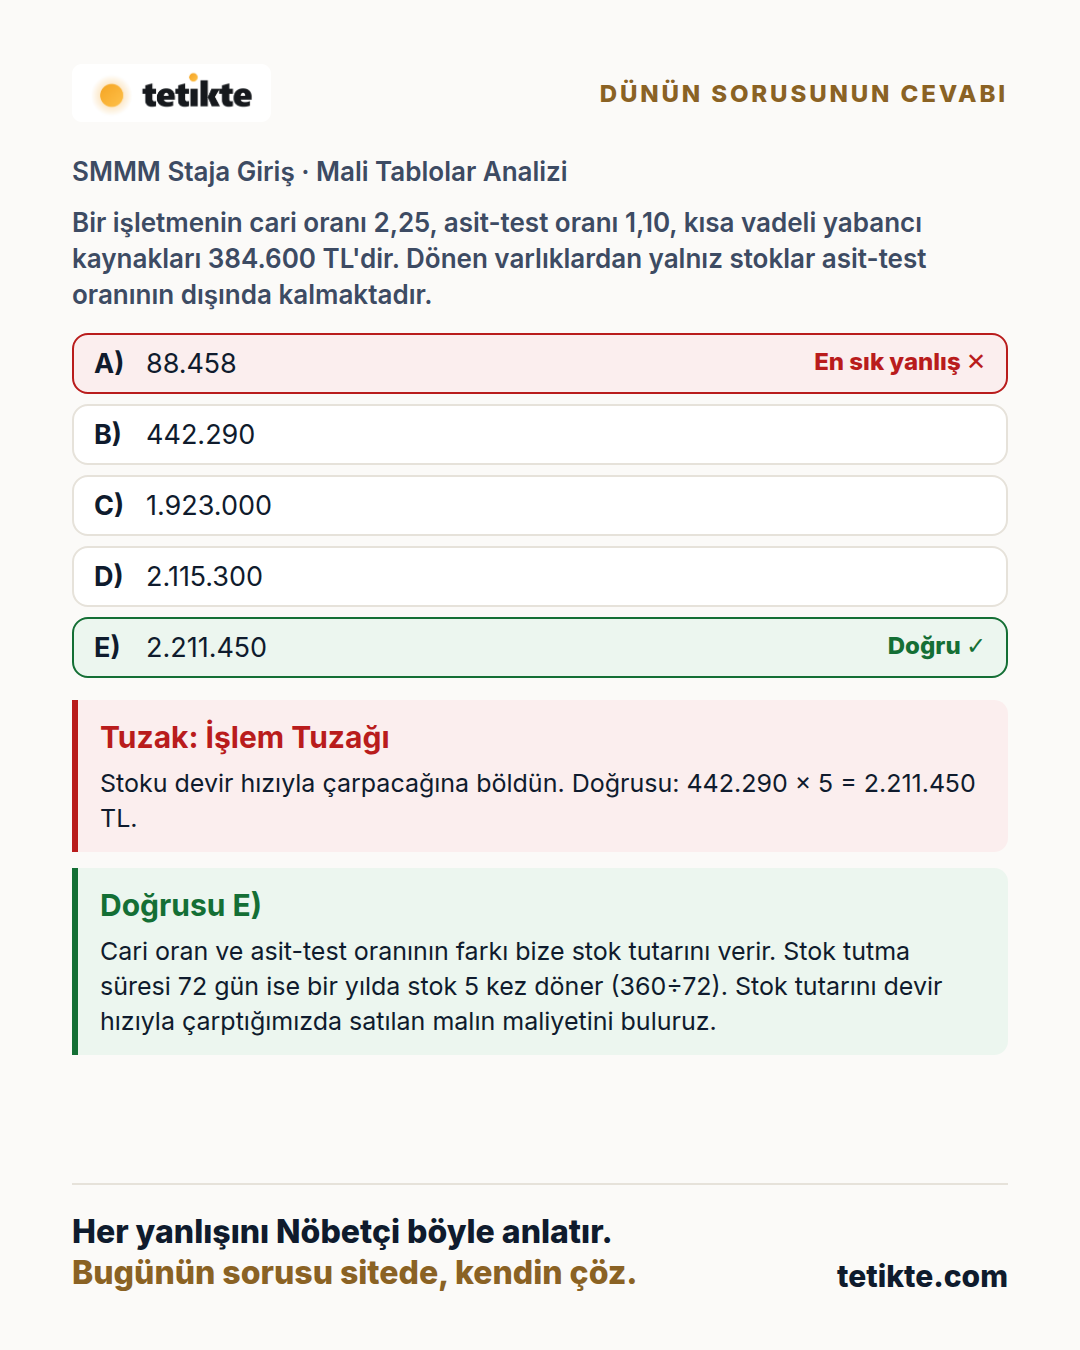 tetikte
DÜNÜN SORUSUNUN CEVABI
SMMM Staja Giriş · Mali Tablolar Analizi
Bir işletmenin cari oranı 2,25, asit-test oranı 1,10, kısa vadeli yabancı
kaynakları 384.600 TL'dir. Dönen varlıklardan yalnız stoklar asit-test
oranının dışında kalmaktadır.
A) 88.458 En sık yanlış ✕
B) 442.290
C) 1.923.000
D) 2.115.300
E) 2.211.450 Doğru ✓
Tuzak: İşlem Tuzağı
Stoku devir hızıyla çarpacağına böldün. Doğrusu: 442.290 × 5 = 2.211.450
TL.
Doğrusu E)
Cari oran ve asit-test oranının farkı bize stok tutarını verir. Stok tutma
süresi 72 gün ise bir yılda stok 5 kez döner (360÷72). Stok tutarını devir
hızıyla çarptığımızda satılan malın maliyetini buluruz.
Her yanlışını Nöbetçi böyle anlatır.
Bugünün sorusu sitede, kendin çöz.
tetikte.com